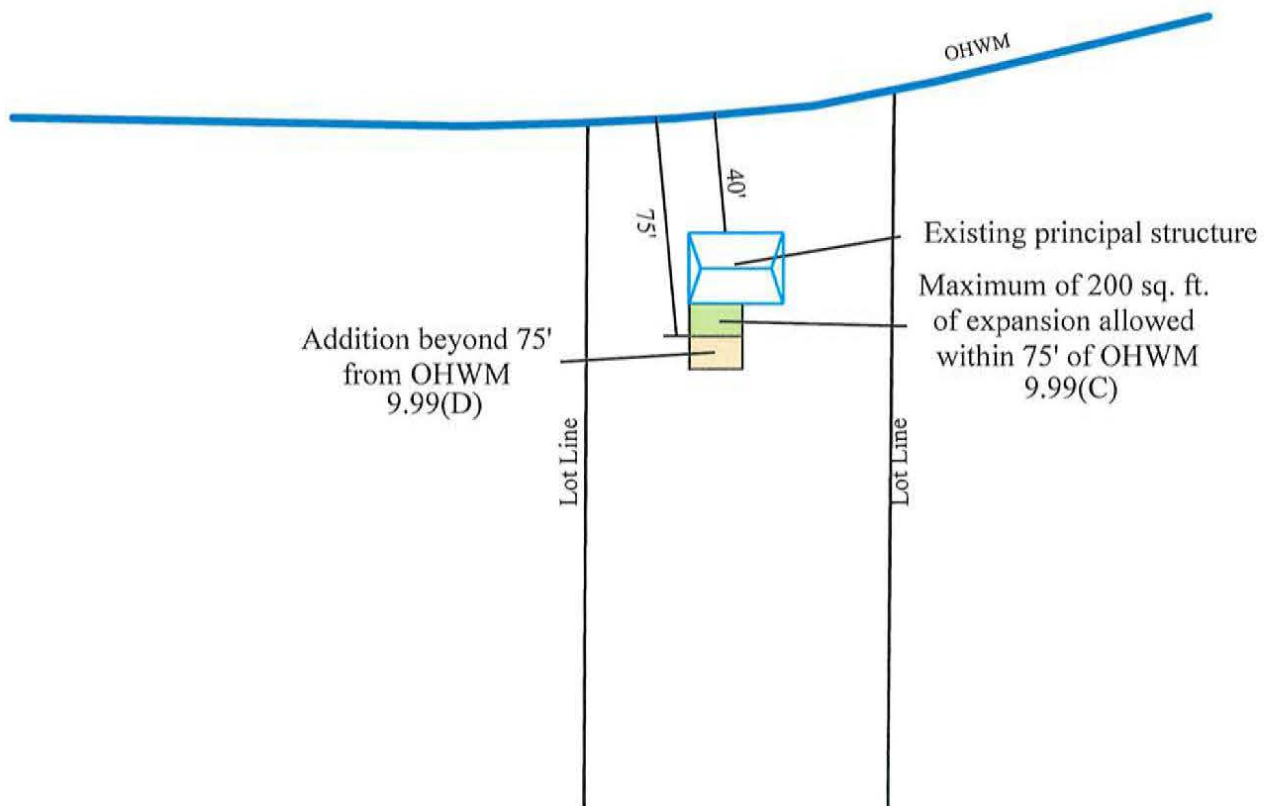 OHWM
40'
75'
Existing principal structure
Maximum of 200 sq. ft.
of expansion allowed
within 75' of OHWM
9.99(C)
Addition beyond 75'
from OHWM
9.99(D)
Lot Line
Lot Line